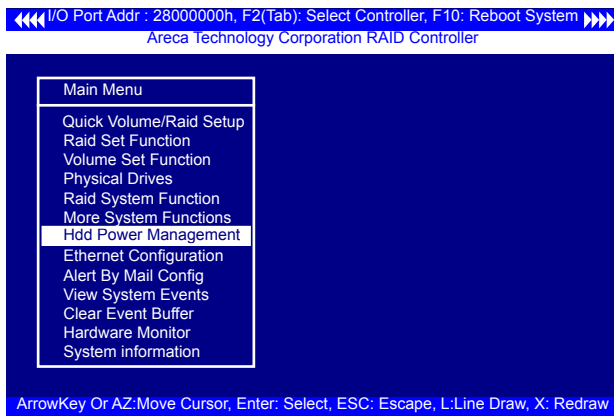 I/O Port Addr : 28000000h, F2(Tab): Select Controller, F10: Reboot System
Areca Technology Corporation RAID Controller
Main Menu
Quick Volume/Raid Setup
Raid Set Function
Volume Set Function
Physical Drives
Raid System Function
More System Functions
Hdd Power Management
Ethernet Configuration
Alert By Mail Config
View System Events
Clear Event Buffer
Hardware Monitor
System information
ArrowKey Or AZ:Move Cursor, Enter: Select, ESC: Escape, L:Line Draw, X: Redraw